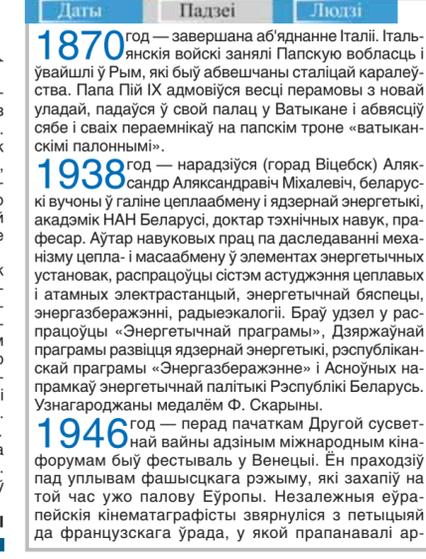 Даты Падзеі Людзі
1870 год — завершана аб'яднанне Італіі. Італь-
янскія войскі занялі Папскую вобласць і
ўвайшлі ў Рым, які быў абвешчаны сталіцай каралеў-
ства. Папа Пій IX адмовіўся весці перамовы з новай
уладай, падаўся ў свой палац у Ватыкане і абвясціў
сябе і сваіх пераемнікаў на папскім троне «ватыкан-
скімі палоннымі».
1938 год — нарадзіўся (горад Віцебск) Аляк-
сандр Аляксандравіч Міхалевіч, беларус-
кі вучоны ў галіне цеплаабмену і ядзернай энергетыкі,
акадэмік НАН Беларусі, доктар тэхнічных навук, пра-
фесар. Аўтар навуковых прац па даследаванні меха-
нізму цепла- і масаабмену ў элементах энергетычных
установак, распрацоўцы сістэм астуджэння цеплавых
і атамных электрастанцый, энергетычнай бяспецы,
энергазберажэнні, радыеэкалогіі. Браў удзел у рас-
працоўцы «Энергетычнай праграмы», Дзяржаўнай
праграмы развіцця ядзернай энергетыкі, рэспублікан-
скай праграмы «Энергазберажэнне» і Асноўных на-
прамкаў энергетычнай палітыкі Рэспублікі Беларусь.
Узнагароджаны медалём Ф. Скарыны.
1946 год — перад пачаткам Другой сусвет-
най вайны адзіным міжнародным кіна-
форумам быў фестываль у Венецыі. Ён праходзіў
пад уплывам фашысцкага рэжыму, які захапіў на
той час ужо палову Еўропы. Незалежныя еўра-
пейскія кінематаграфісты звярнуліся з петыцыяй
да французскага ўрада, у якой прапанавалі ар-